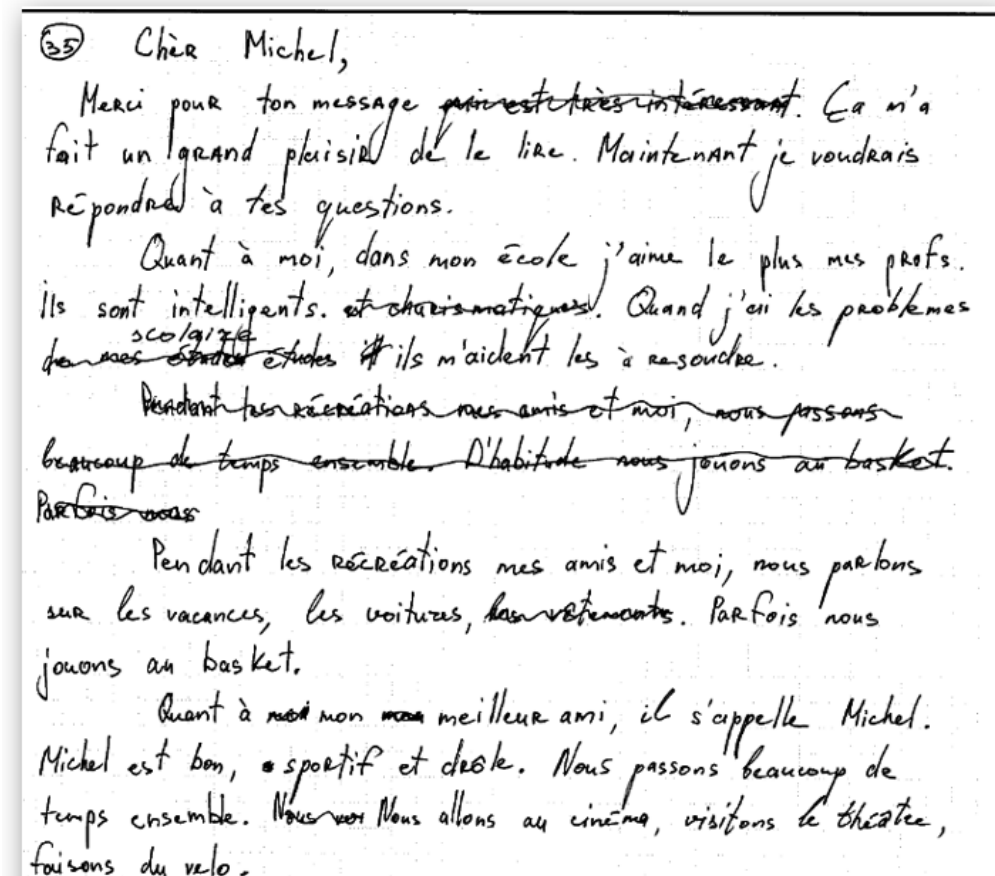 35 Chèr Michel,
Merci pour ton message qui est très intéressant. Ça m'a
fait un grand plaisir de le lire. Maintenant je voudrais
répondre à tes questions.
Quant à moi, dans mon école j'aime le plus mes profs.
Ils sont intelligents. et charismatiques. Quand j'ai les problèmes
scolaire
de mes études ils m'aident les à resoudre.
Pendant les récréations mes amis et moi, nous passons
beaucoup de temps ensemble. D'habitude nous jouons au basket.
Parfois nous
Pendant les récréations mes amis et moi, nous parlons
sur les vacances, les voitures, les vêtements. Parfois nous
jouons au basket.
Quant à moi mon meilleur ami, il s'appelle Michel.
Michel est bon, sportif et drôle. Nous passons beaucoup de
temps ensemble. Nous Nous allons au cinéma, visitons le théâtre,
faisons du velo.